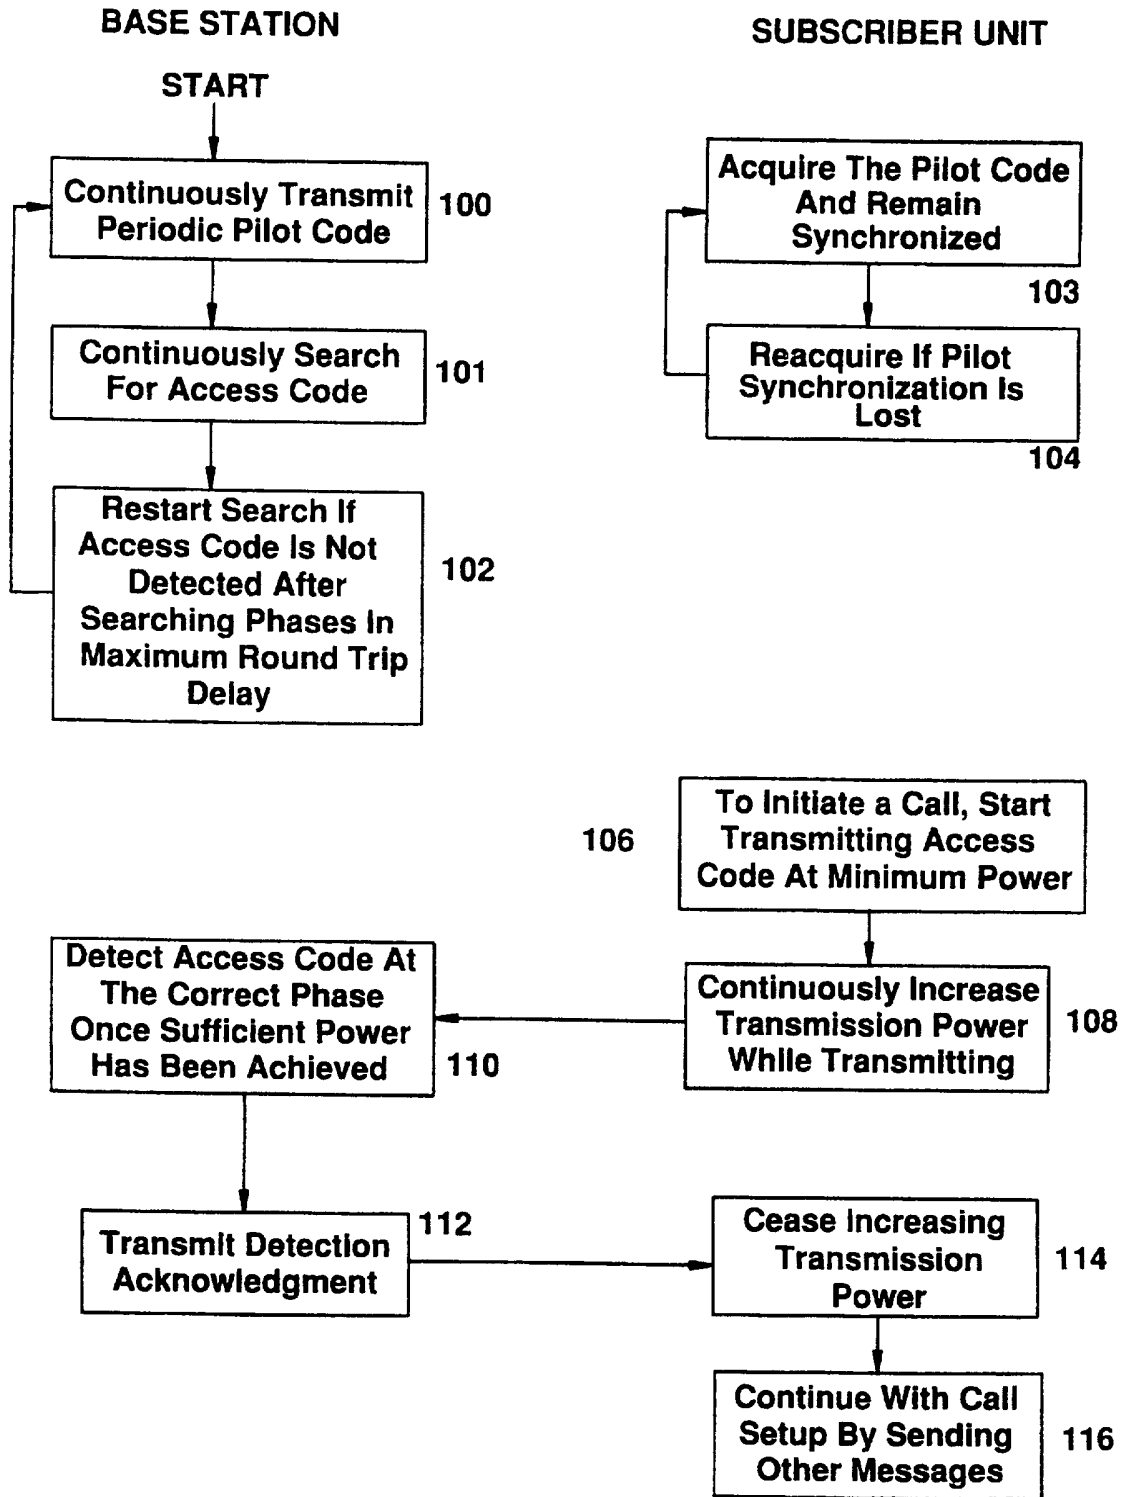 BASE STATION
START
Continuously Transmit
Periodic Pilot Code
100
Continuously Search
For Access Code
101
Restart Search If
Access Code Is Not
Detected After
Searching Phases In
Maximum Round Trip
Delay
102
SUBSCRIBER UNIT
Acquire The Pilot Code
And Remain
Synchronized
103
Reacquire If Pilot
Synchronization Is
Lost
104
To Initiate a Call, Start
Transmitting Access
Code At Minimum Power
106
Continuously Increase
Transmission Power
While Transmitting
108
Detect Access Code At
The Correct Phase
Once Sufficient Power
Has Been Achieved
110
Transmit Detection
Acknowledgment
112
Cease Increasing
Transmission
Power
114
Continue With Call
Setup By Sending
Other Messages
116